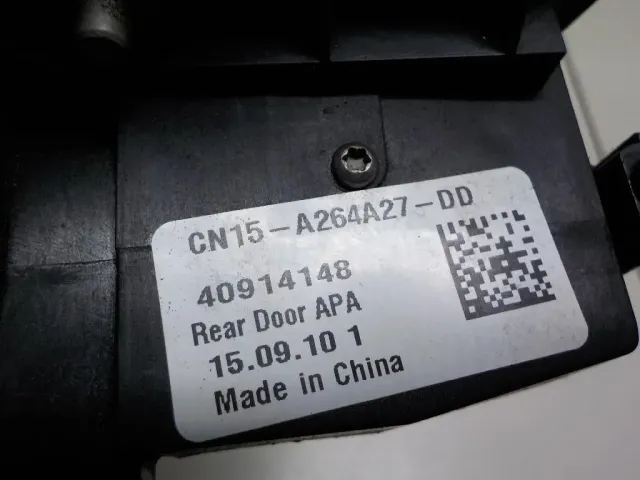 CN15-A264A27-DD
40914148
Rear Door APA
15.09.10 1
Made in China